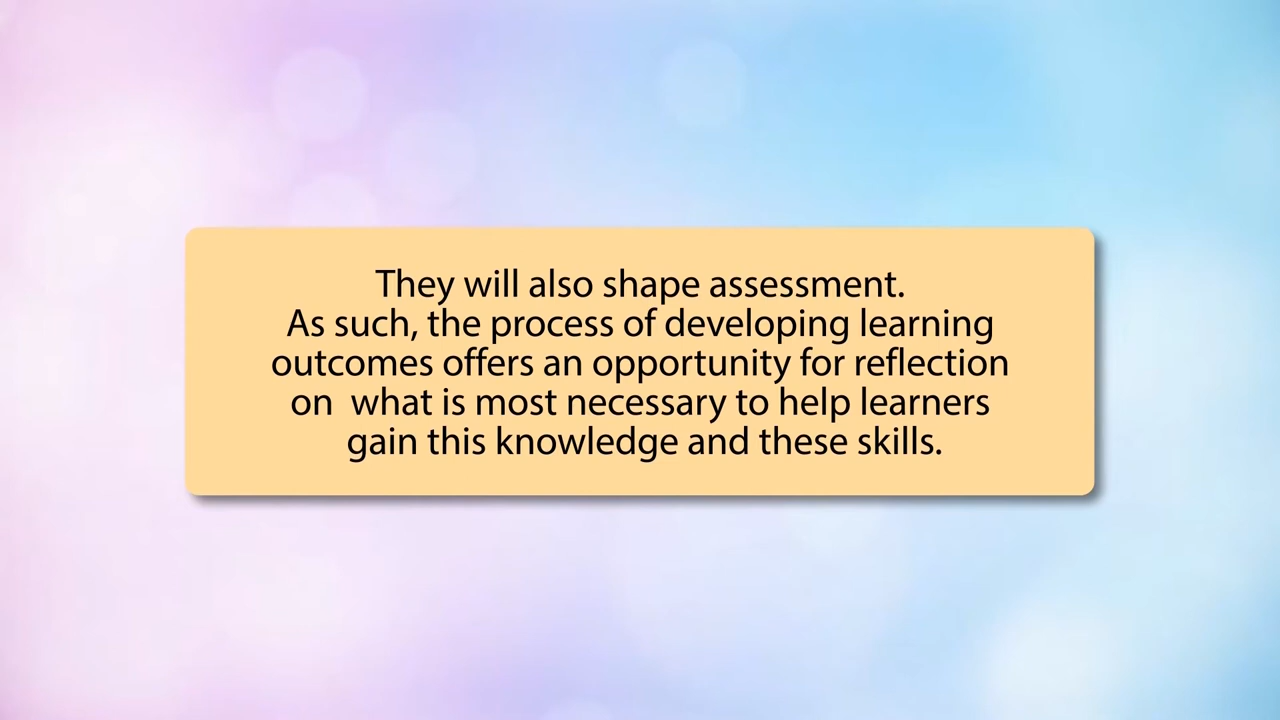 They will also shape assessment.
As such, the process of developing learning
outcomes offers an opportunity for reflection
on  what is most necessary to help learners
gain this knowledge and these skills.